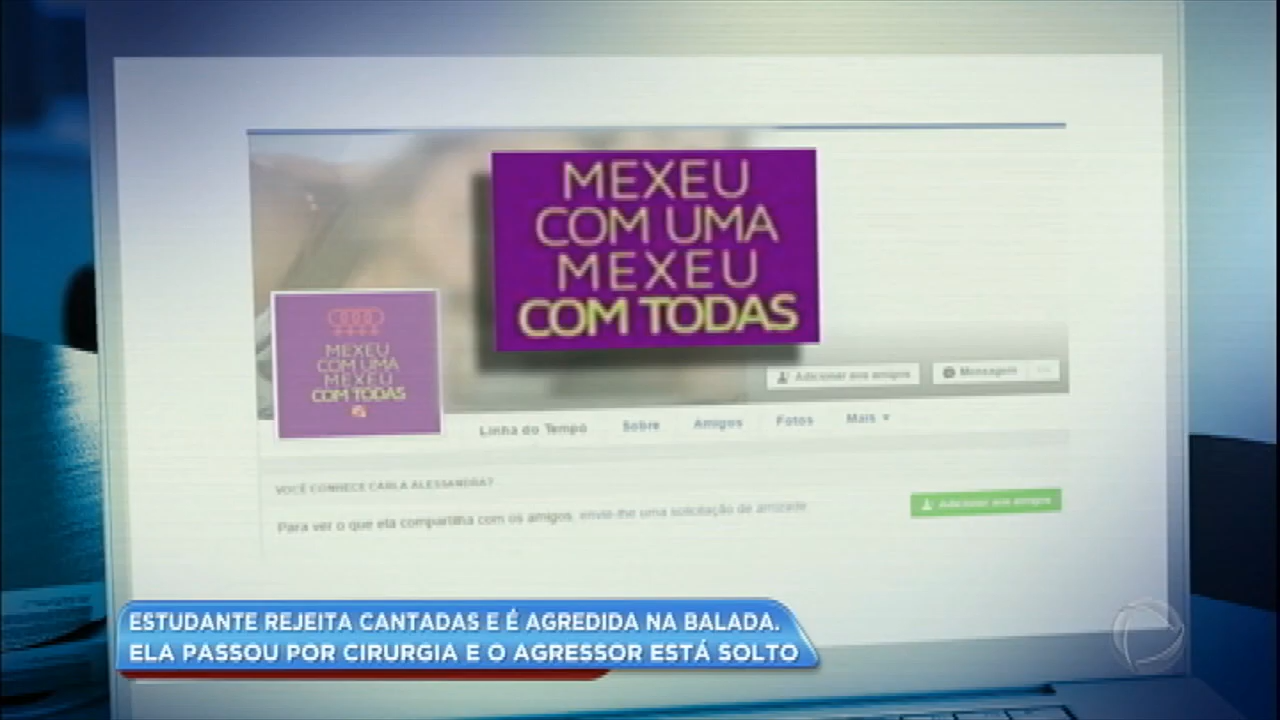 MEXEU
COM UMA
MEXEU
COM TODAS
MEXEU
COM UMA
MEXEU
COM TODAS
Adicionar aos amigos
Mensagem
Linha do Tempo
Sobre
Amigos
Fotos
Mais
VOCÊ CONHECE CARLA ALESSANDRA?
Para ver o que ela compartilha com os amigos, envie-lhe uma solicitação de amizade
Adicionar aos amigos
ESTUDANTE REJEITA CANTADAS E É AGREDIDA NA BALADA.
ELA PASSOU POR CIRURGIA E O AGRESSOR ESTÁ SOLTO